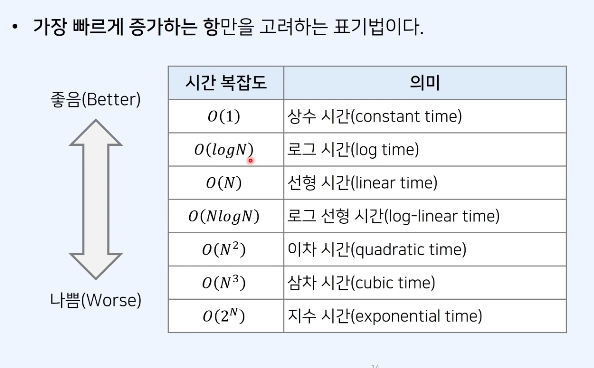 • 가장 빠르게 증가하는 항만을 고려하는 표기법이다.
시간 복잡도 의미
좋음(Better)
O(1) 상수 시간(constant time)
O(logN) 로그 시간(log time)
O(N) 선형 시간(linear time)
O(NlogN) 로그 선형 시간(log-linear time)
O(N²) 이차 시간(quadratic time)
O(N³) 삼차 시간(cubic time)
나쁨(Worse)
O(2ᴺ) 지수 시간(exponential time)